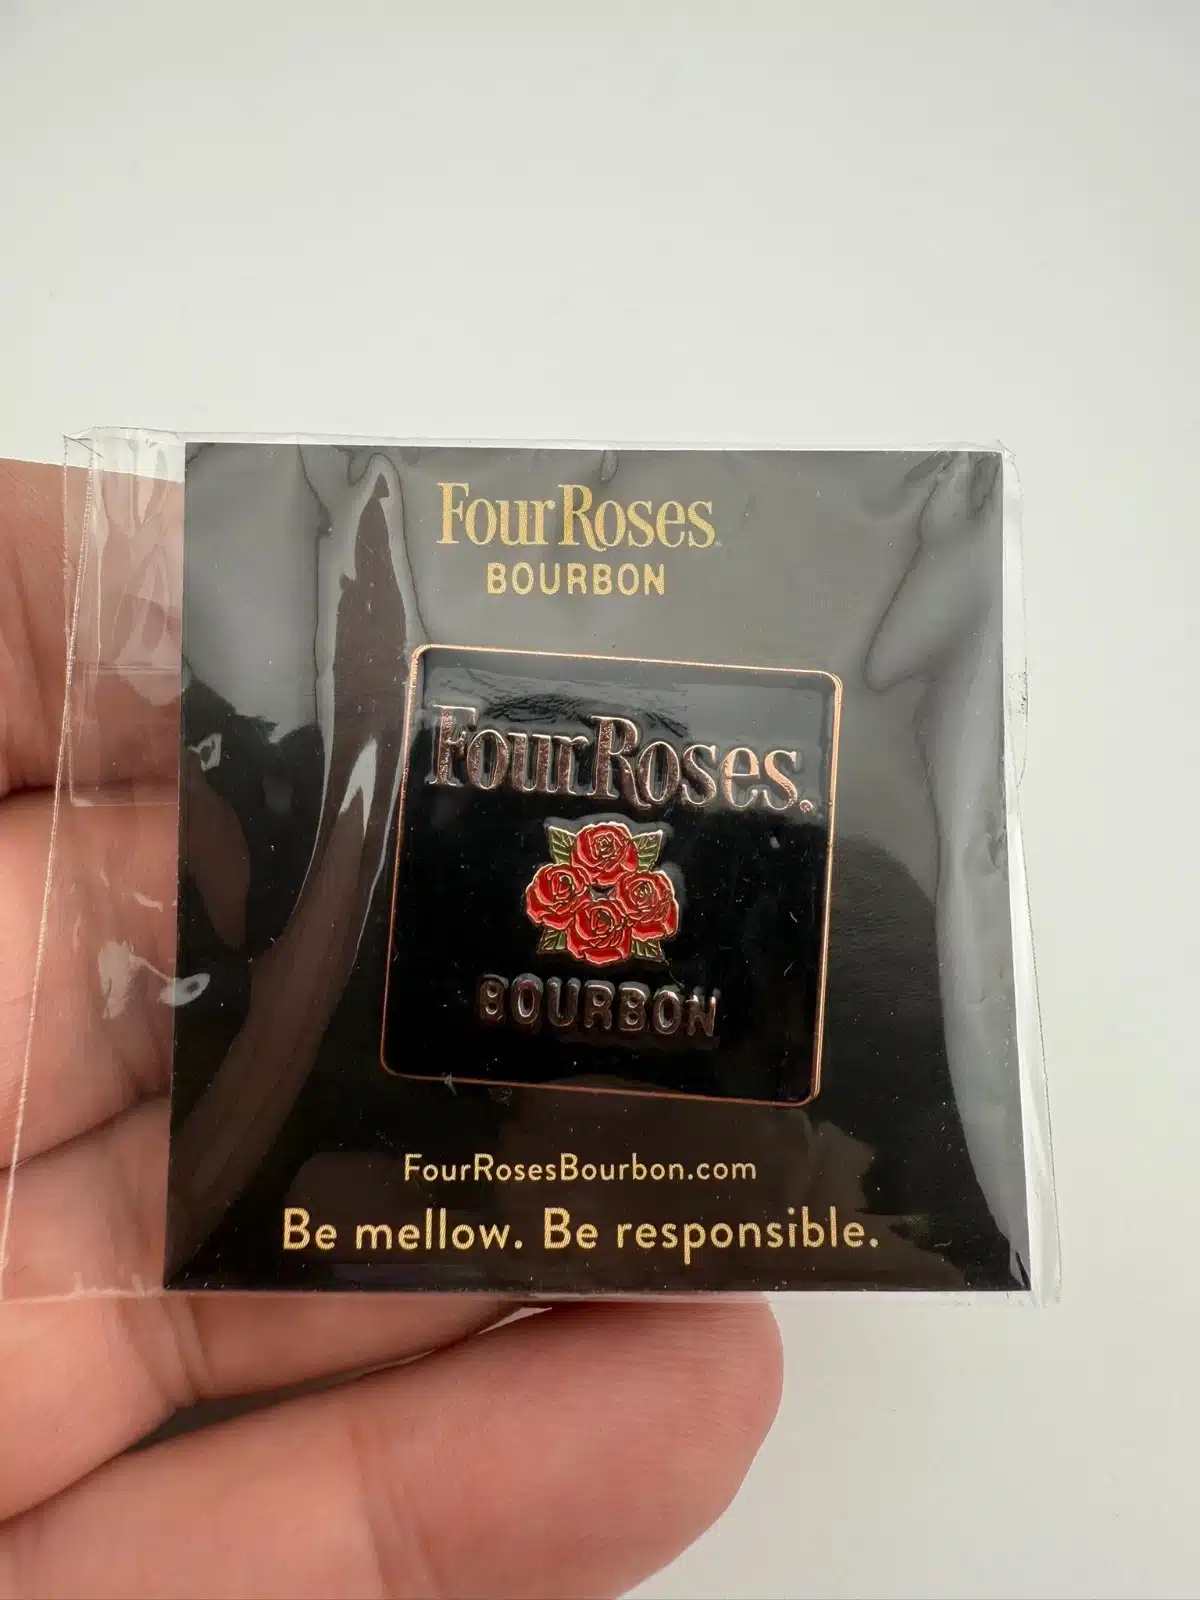 Four Roses
BOURBON
Four Roses.
BOURBON
FourRosesBourbon.com
Be mellow. Be responsible.